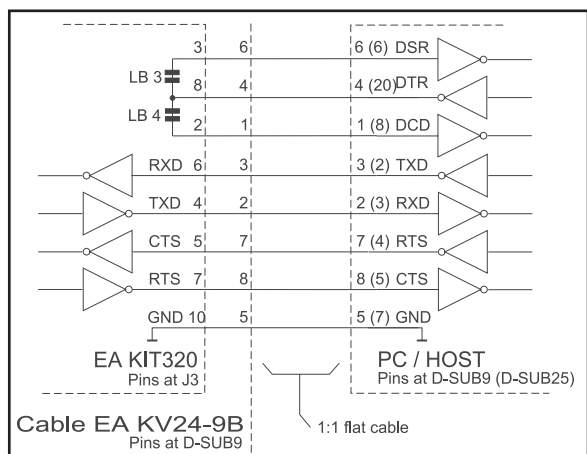 3 6 6 (6) DSR
LB 3
8 4 4 (20) DTR
LB 4
2 1 1 (8) DCD
RXD 6 3 3 (2) TXD
TXD 4 2 2 (3) RXD
CTS 5 7 7 (4) RTS
RTS 7 8 8 (5) CTS
GND 10 5 5 (7) GND
EA KIT320
Pins at J3
PC / HOST
Pins at D-SUB9 (D-SUB25)
Cable EA KV24-9B
Pins at D-SUB9
1:1 flat cable